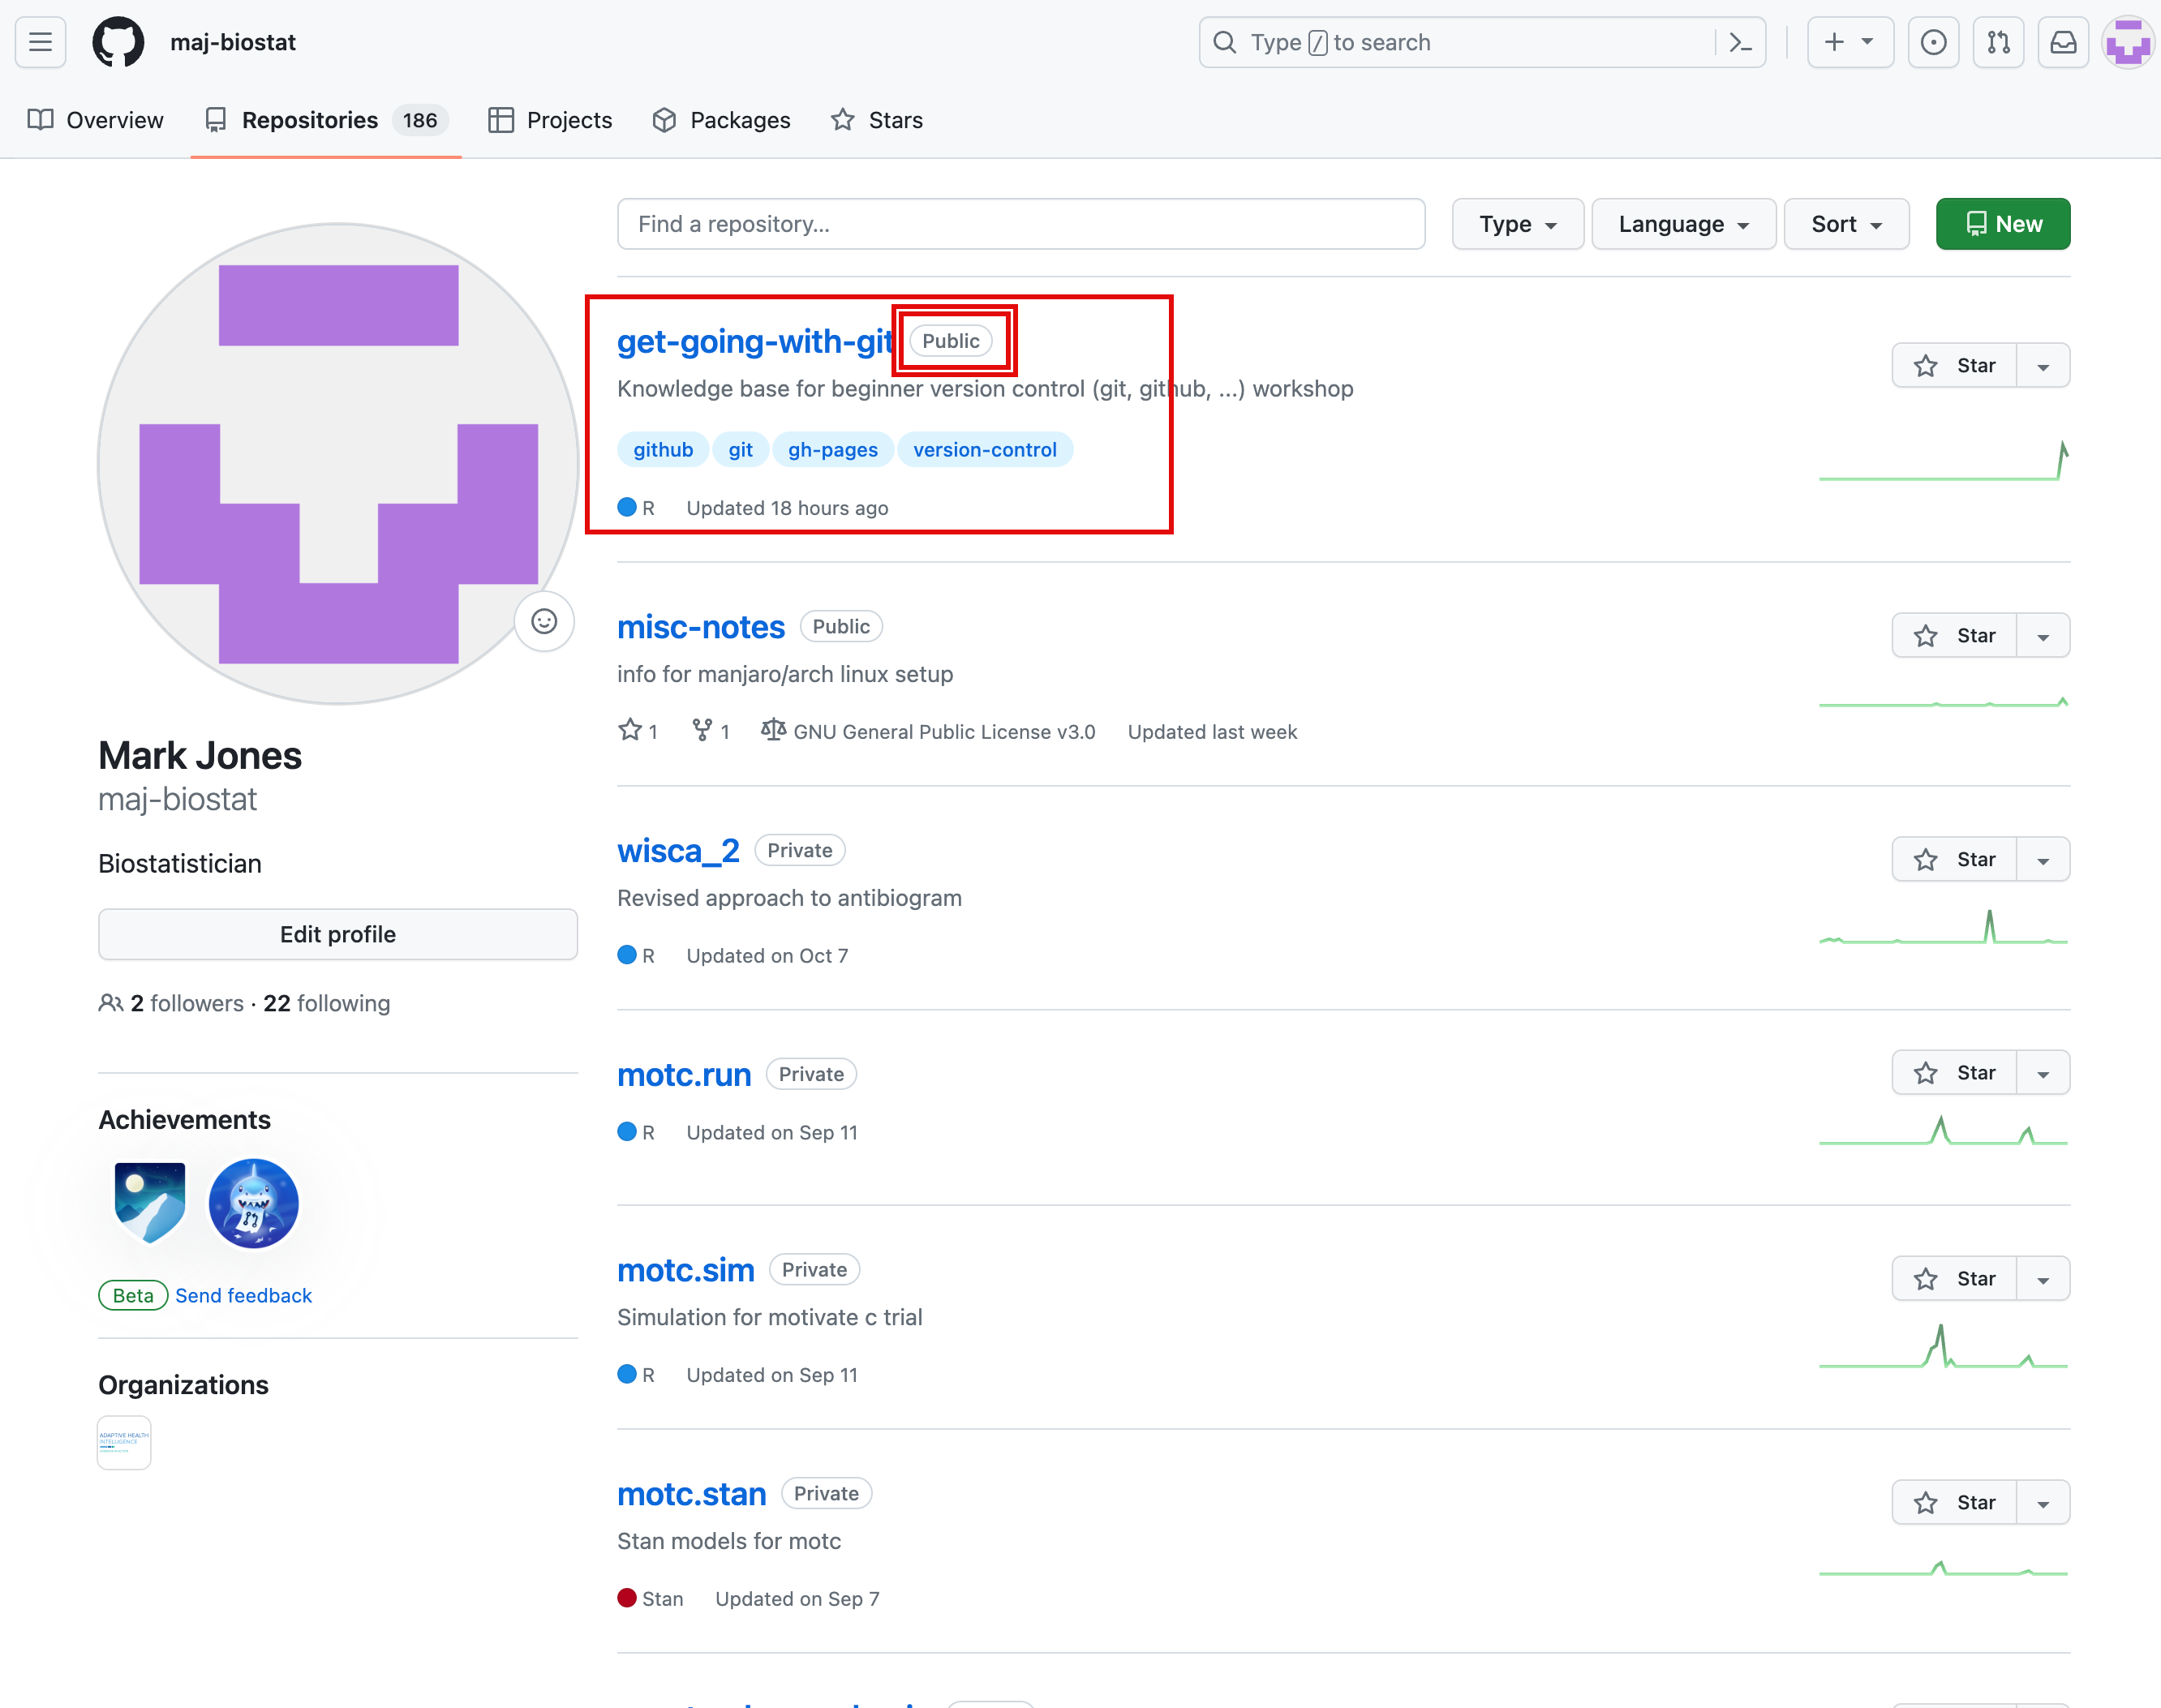 maj-biostat
Type / to search
Overview
Repositories 186
Projects
Packages
Stars
Find a repository...
Type
Language
Sort
New
get-going-with-git Public
Star
Knowledge base for beginner version control (git, github, ...) workshop
github git gh-pages version-control
R Updated 18 hours ago
misc-notes Public
Star
info for manjaro/arch linux setup
1 1 GNU General Public License v3.0 Updated last week
wisca_2 Private
Star
Revised approach to antibiogram
R Updated on Oct 7
motc.run Private
Star
R Updated on Sep 11
motc.sim Private
Star
Simulation for motivate c trial
R Updated on Sep 11
motc.stan Private
Star
Stan models for motc
Stan Updated on Sep 7
Mark Jones
maj-biostat
Biostatistician
Edit profile
2 followers · 22 following
Achievements
Beta Send feedback
Organizations
ADAPTIVE HEALTH
INTELLIGENCE